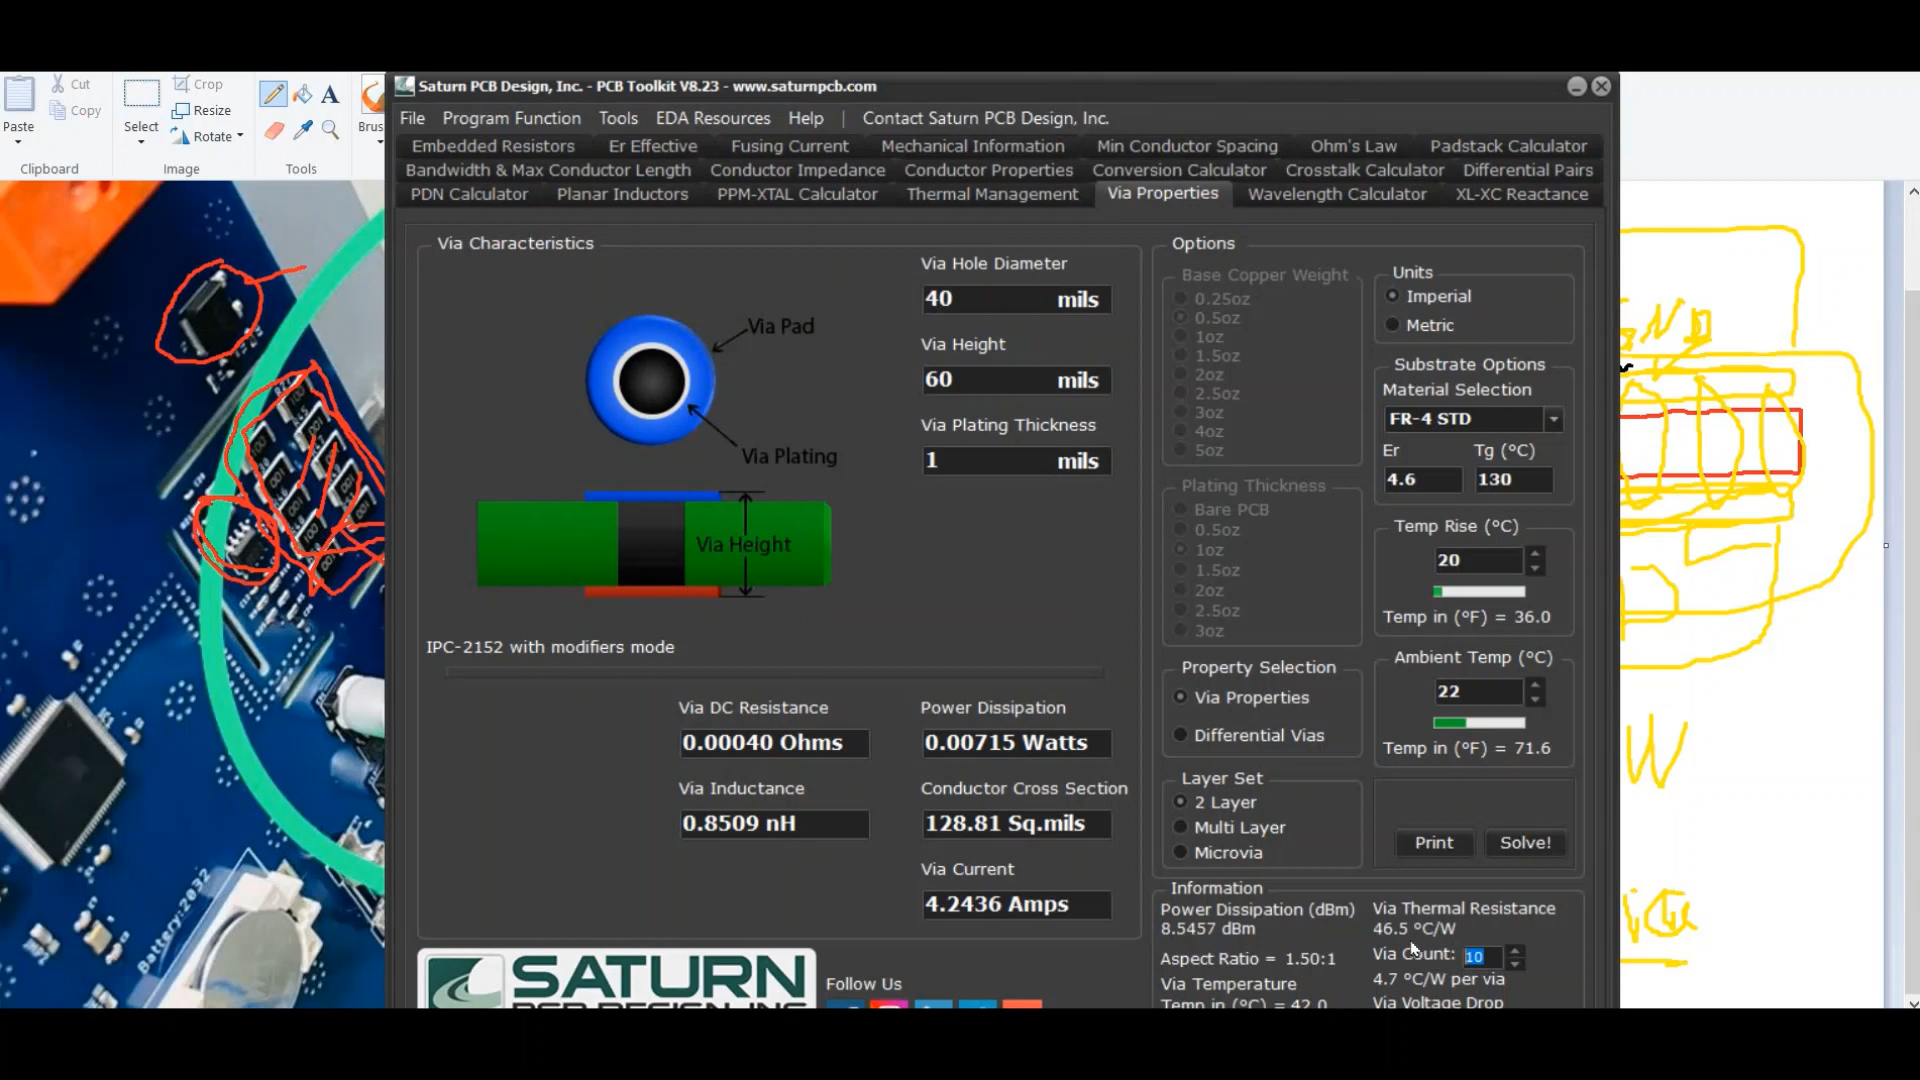 Saturn PCB Design, Inc. - PCB Toolkit V8.23 - www.saturnpcb.com
Cut
Crop
Copy
Resize
Paste
Select
Rotate
Brus
Clipboard
Image
Tools
File Program Function Tools EDA Resources Help | Contact Saturn PCB Design, Inc.
Embedded Resistors Er Effective Fusing Current Mechanical Information Min Conductor Spacing Ohm's Law Padstack Calculator
Bandwidth & Max Conductor Length Conductor Impedance Conductor Properties Conversion Calculator Crosstalk Calculator Differential Pairs
PDN Calculator Planar Inductors PPM-XTAL Calculator Thermal Management Via Properties Wavelength Calculator XL-XC Reactance
Via Characteristics
Via Pad
Via Plating
Via Height
Via Hole Diameter
40 mils
Via Height
60 mils
Via Plating Thickness
1 mils
IPC-2152 with modifiers mode
Via DC Resistance
0.00040 Ohms
Power Dissipation
0.00715 Watts
Via Inductance
0.8509 nH
Conductor Cross Section
128.81 Sq.mils
Via Current
4.2436 Amps
Options
Base Copper Weight
0.25oz
0.5oz
1oz
1.5oz
2oz
2.5oz
3oz
4oz
5oz
Plating Thickness
Bare PCB
0.5oz
1oz
1.5oz
2oz
2.5oz
3oz
Property Selection
Via Properties
Differential Vias
Layer Set
2 Layer
Multi Layer
Microvia
Units
Imperial
Metric
Substrate Options
Material Selection
FR-4 STD
Er Tg (°C)
4.6 130
Temp Rise (°C)
20
Temp in (°F) = 36.0
Ambient Temp (°C)
22
Temp in (°F) = 71.6
Print Solve!
Information
Power Dissipation (dBm)
8.5457 dBm
Aspect Ratio = 1.50:1
Via Temperature
Temp in (°C) = 42.0
Via Thermal Resistance
46.5 °C/W
Via Count: 10
4.7 °C/W per via
Via Voltage Drop
SATURN
PCB DESIGN, INC
Follow Us
Battery:2032
W